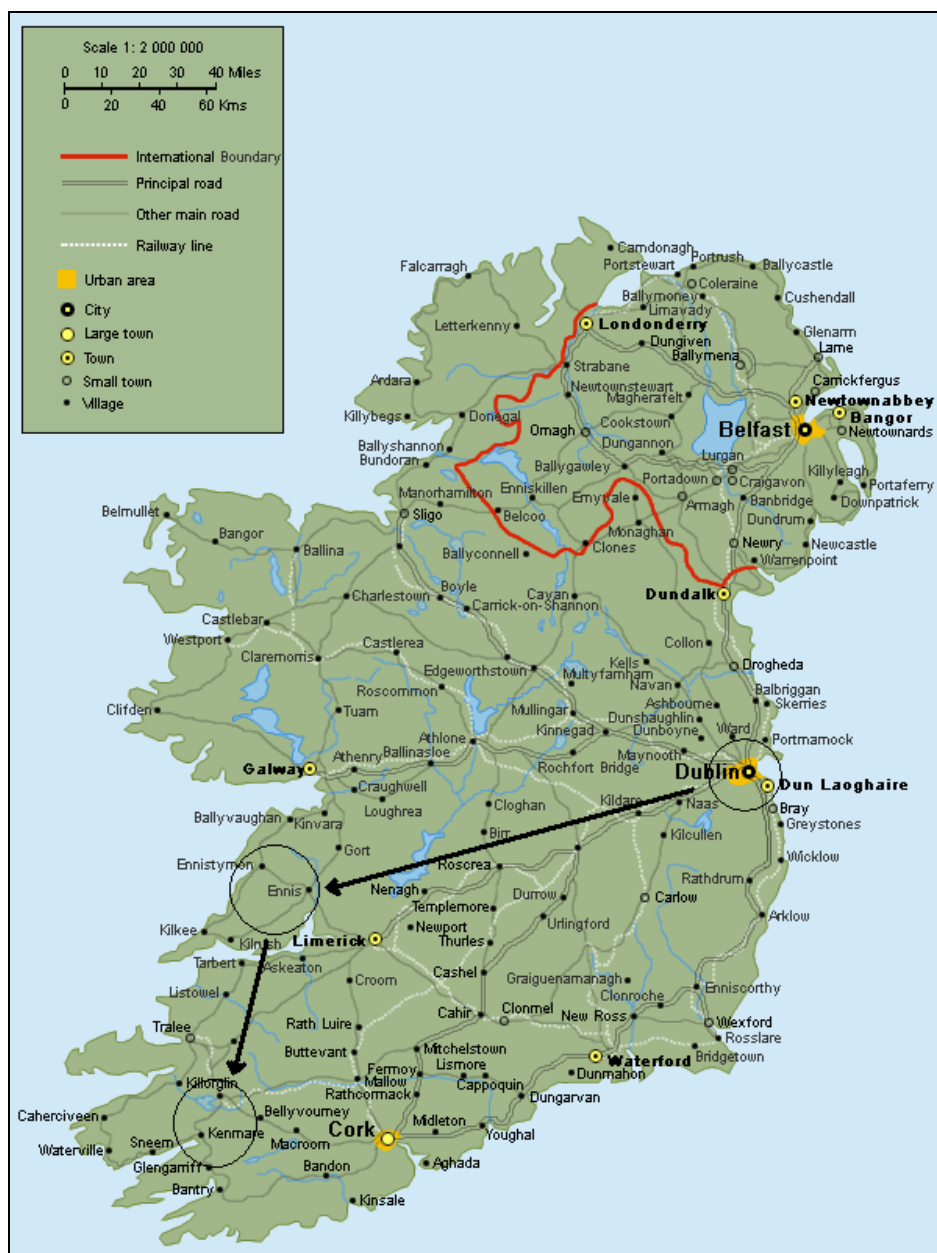 Scale 1: 2 000 000
0 10 20 30 40 Miles
0 20 40 60 Kms
International Boundary
Principal road
Other main road
Railway line
Urban area
City
Large town
Town
Small town
Village
Carndonagh
Portrush
Portstewart
Ballycastle
Falcarragh
Coleraine
Ballymoney
Cushendall
Limavady
Letterkenny
Londonderry
Glenarm
Dungiven
Larne
Ballymena
Strabane
Ardara
Newtownstewart
Carrickfergus
Magherafelt
Newtownabbey
Killybegs
Donegal
Cookstown
Bangor
Omagh
Belfast
Newtownards
Ballyshannon
Dungannon
Bundoran
Lurgan
Ballygawley
Killyleagh
Portadown
Craigavon
Portaferry
Manorhamilton
Enniskillen
Emyvale
Armagh
Banbridge
Downpatrick
Belmullet
Sligo
Belcoo
Monaghan
Dundrum
Bangor
Ballina
Ballyconnell
Clones
Newry
Newcastle
Warrenpoint
Boyle
Charlestown
Cavan
Dundalk
Carrick-on-Shannon
Castlebar
Westport
Castlerea
Collon
Claremorris
Edgeworthstown
Kells
Drogheda
Multyfarnham
Roscommon
Navan
Balbriggan
Clifden
Tuam
Mullingar
Ashbourne
Skerries
Dunshaughlin
Kinnegad
Dunboyne
Ward
Athlone
Portmarnock
Athenry
Ballinasloe
Maynooth
Galway
Rochfort Bridge
Dublin
Craughwell
Dun Laoghaire
Loughrea
Cloghan
Kildare
Naas
Bray
Ballyvaughan
Kinvara
Birr
Kilcullen
Greystones
Gort
Ennistymon
Roscrea
Wicklow
Ennis
Nenagh
Durrow
Rathdrum
Templemore
Carlow
Newport
Urlingford
Arklow
Kilkee
Kilrush
Limerick
Thurles
Tarbert
Askeaton
Croom
Cashel
Graiguenamanagh
Enniscorthy
Listowel
Clonroche
Cahir
Clonmel
New Ross
Wexford
Tralee
Rath Luire
Rosslare
Buttevant
Mitchelstown
Waterford
Bridgetown
Lismore
Fermoy
Killorglin
Mallow
Cappoquin
Dunmahon
Rathcormack
Dungarvan
Caherciveen
Bellyvourney
Midleton
Kenmare
Cork
Youghal
Waterville
Sneem
Macroom
Glengarriff
Bandon
Aghada
Bantry
Kinsale